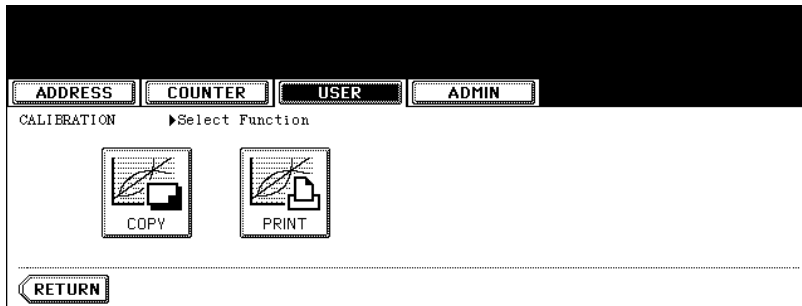 ADDRESS COUNTER USER ADMIN
CALIBRATION ▶Select Function
COPY PRINT
RETURN